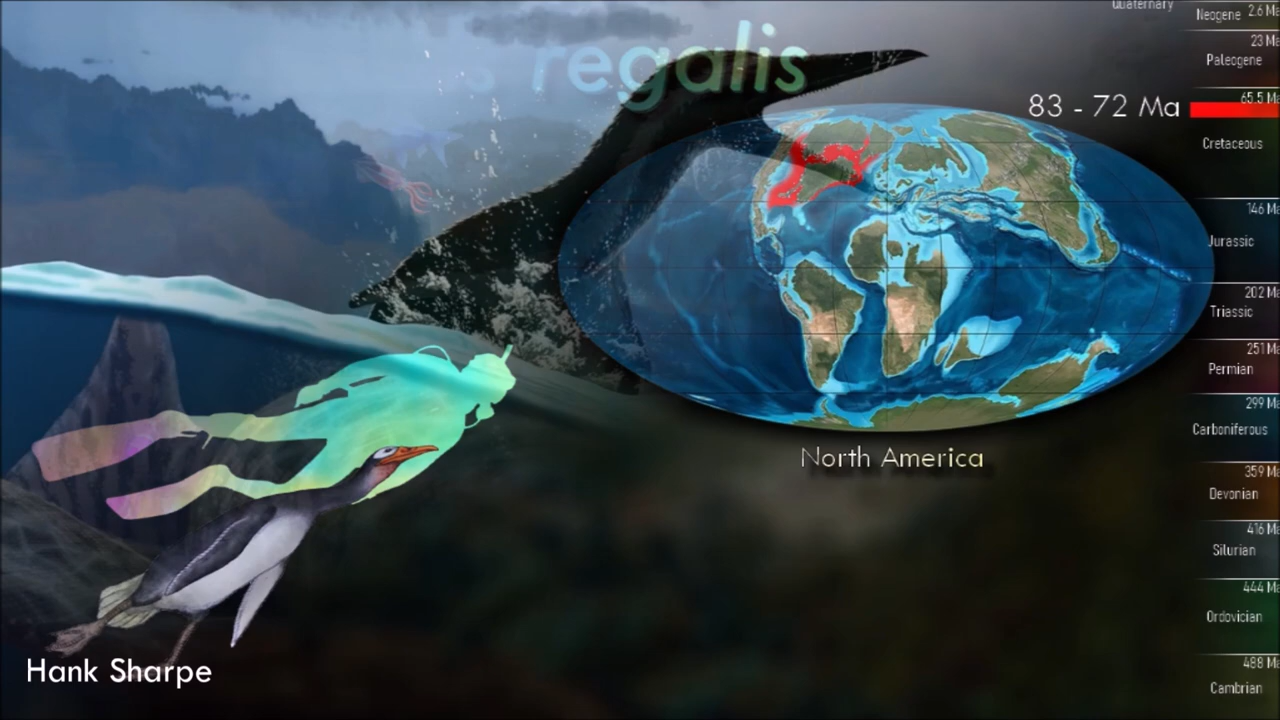 Quaternary
2.6 Ma
Neogene
23 Ma
Paleogene
regalis
65.5 Ma
83 - 72 Ma
Cretaceous
146 Ma
Jurassic
202 Ma
Triassic
251 Ma
Permian
299 Ma
Carboniferous
359 Ma
Devonian
416 Ma
Silurian
444 Ma
Ordovician
488 Ma
Cambrian
North America
Hank Sharpe